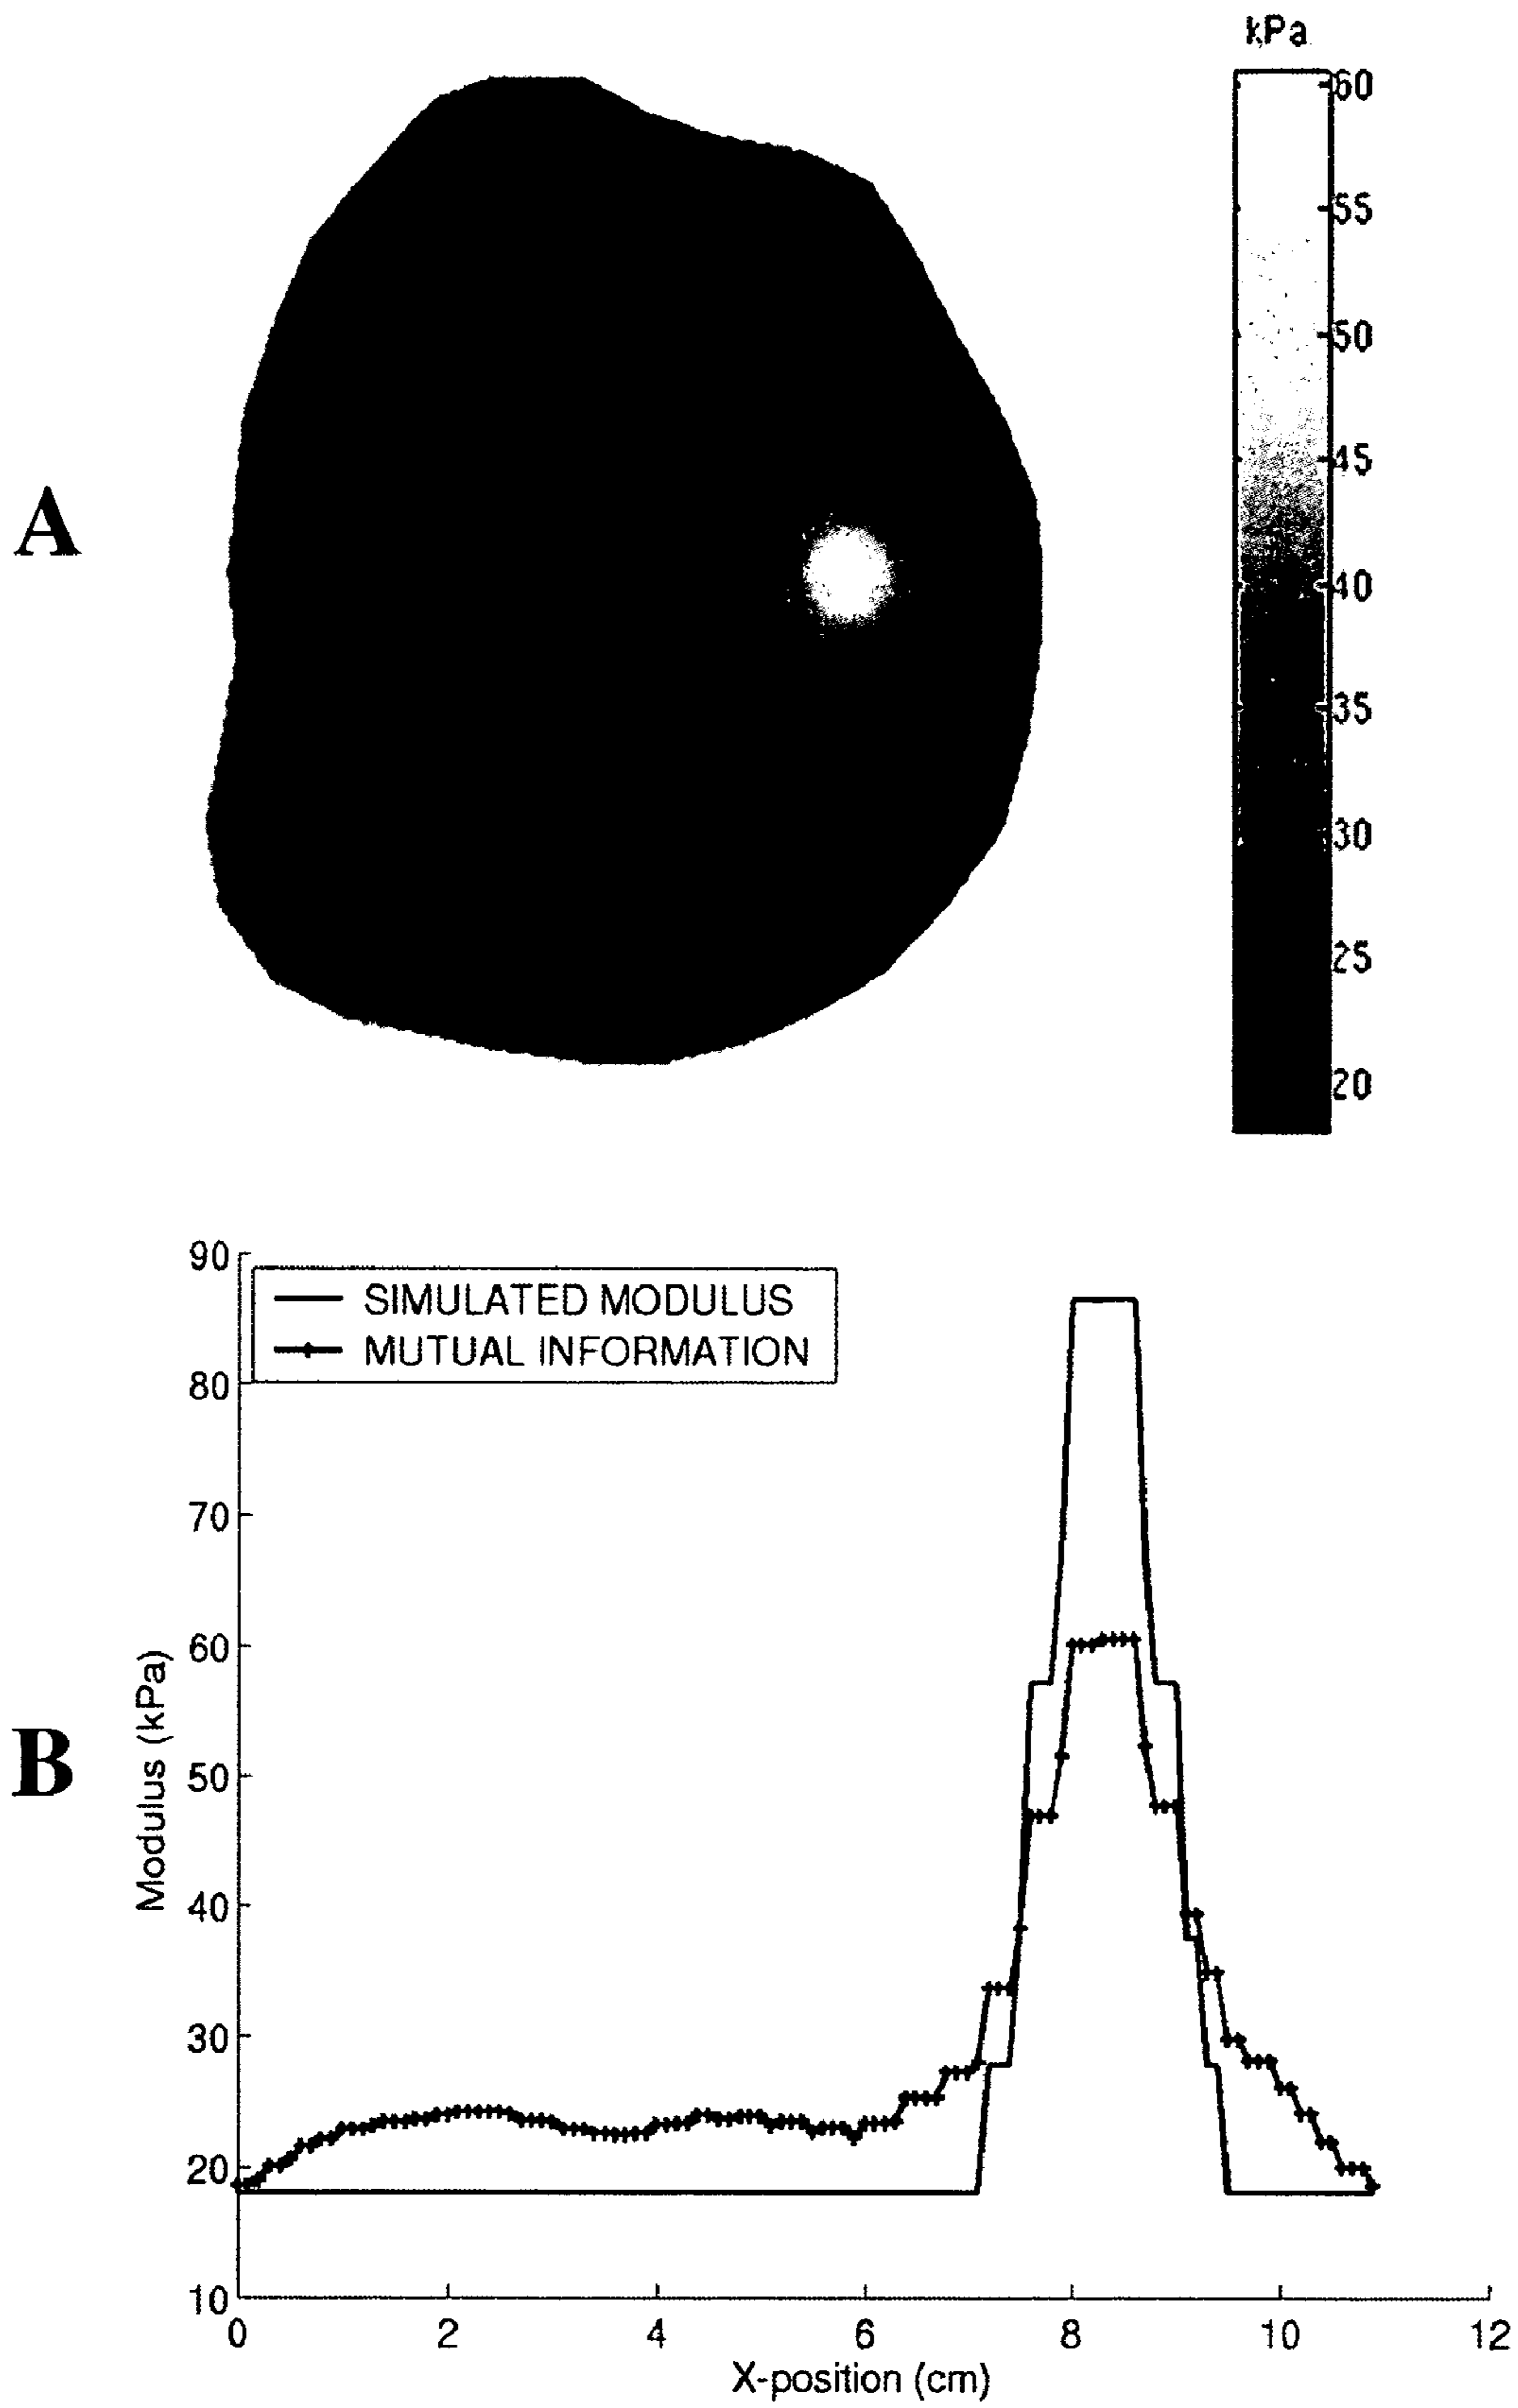 kPa
60
55
50
45
40
35
30
25
20
A
90
80
70
60
50
40
30
20
10
SIMULATED MODULUS
MUTUAL INFORMATION
Modulus (kPa)
B
0 2 4 6 8 10 12
X-position (cm)